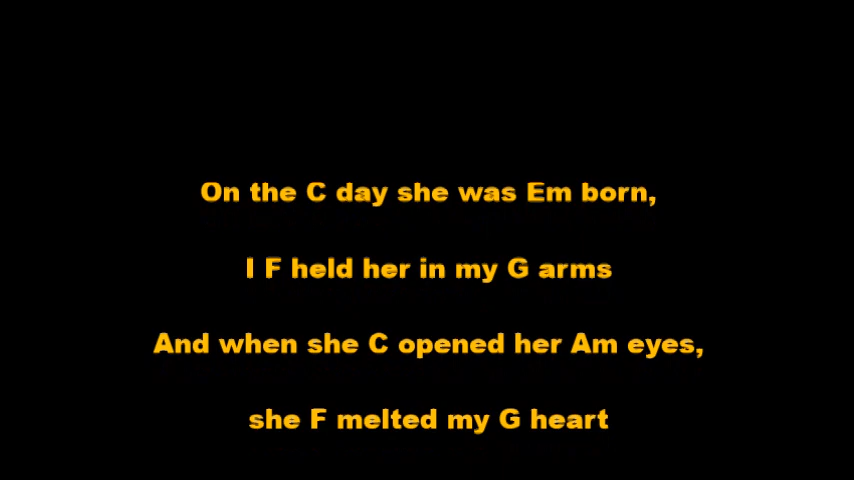 On the C day she was Em born,
I F held her in my G arms
And when she C opened her Am eyes,
she F melted my G heart